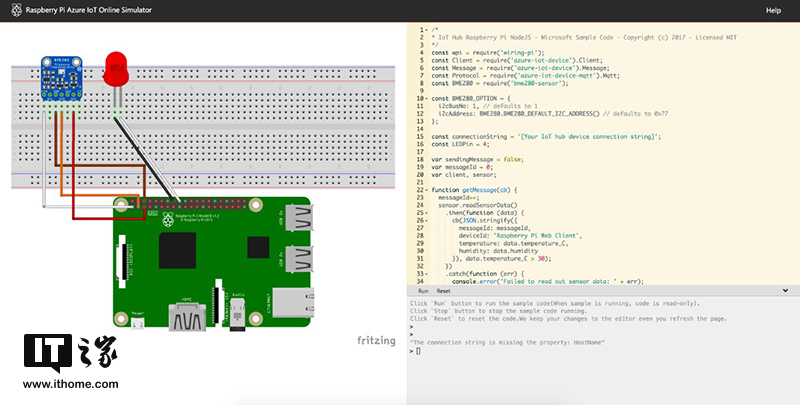 Raspberry Pi Azure IoT Online Simulator
Help
BME280
Raspberry Pi 3 Model B v1.2
© Raspberry Pi 2015
DSI (DISPLAY)
USB 2x
USB 2x
ETHERNET
Power
HDMI
Audio
fritzing
IT之家
www.ithome.com
1 /*
2 * IoT Hub Raspberry Pi NodeJS - Microsoft Sample Code - Copyright (c) 2017 - Licensed MIT
3 */
4 const wpi = require('wiring-pi');
5 const Client = require('azure-iot-device').Client;
6 const Message = require('azure-iot-device').Message;
7 const Protocol = require('azure-iot-device-mqtt').Mqtt;
8 const BME280 = require('bme280-sensor');
9
10 const BME280_OPTION = {
11 i2cBusNo: 1, // defaults to 1
12 i2cAddress: BME280.BME280_DEFAULT_I2C_ADDRESS() // defaults to 0x77
13 };
14
15 const connectionString = '[Your IoT hub device connection string]';
16 const LEDPin = 4;
17
18 var sendingMessage = false;
19 var messageId = 0;
20 var client, sensor;
21
22 function getMessage(cb) {
23 messageId++;
24 sensor.readSensorData()
25 .then(function (data) {
26 cb(JSON.stringify({
27 messageId: messageId,
28 deviceId: 'Raspberry Pi Web Client',
29 temperature: data.temperature_C,
30 humidity: data.humidity
31 }), data.temperature_C > 30);
32 })
33 .catch(function (err) {
34 console.error('Failed to read out sensor data: ' + err);
Run Reset
Click `Run` button to run the sample code(When sample is running, code is read-only).
Click `Stop` button to stop the sample code running.
Click `Reset` to reset the code.We keep your changes to the editor even you refresh the page.
>
>
"The connection string is missing the property: HostName"
>